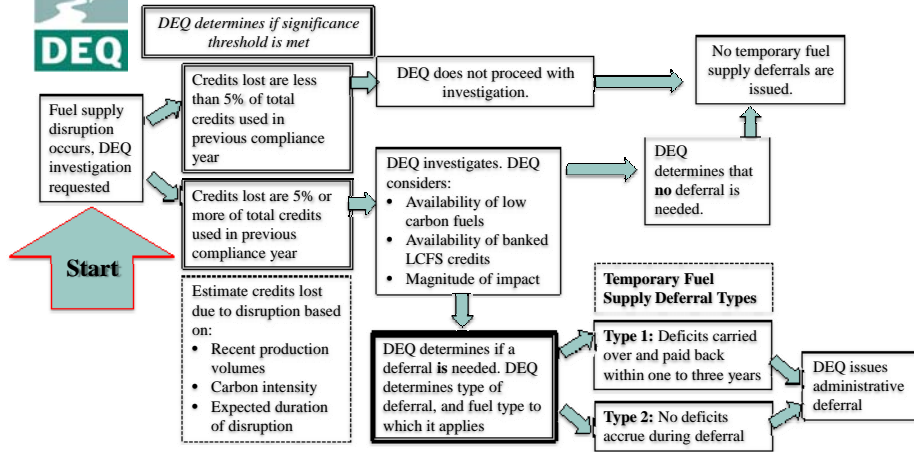 DEQ
DEQ determines if significance
threshold is met
Fuel supply
disruption
occurs, DEQ
investigation
requested
Start
Credits lost are less
than 5% of total
credits used in
previous compliance
year
Credits lost are 5% or
more of total credits
used in previous
compliance year
Estimate credits lost
due to disruption based
on:
• Recent production
volumes
• Carbon intensity
• Expected duration
of disruption
DEQ does not proceed with
investigation.
No temporary fuel
supply deferrals are
issued.
DEQ investigates. DEQ
considers:
• Availability of low
carbon fuels
• Availability of banked
LCFS credits
• Magnitude of impact
DEQ
determines that
no deferral is
needed.
DEQ determines if a
deferral is needed. DEQ
determines type of
deferral, and fuel type to
which it applies
Temporary Fuel
Supply Deferral Types
Type 1: Deficits carried
over and paid back
within one to three years
Type 2: No deficits
accrue during deferral
DEQ issues
administrative
deferral